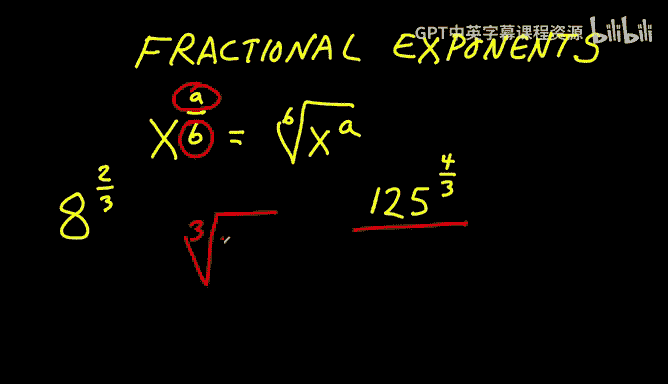 GPT中英字幕课程资源 bilibili
FRACTIONAL EXPONENTS
x^(a/b) = ᵇ√(x^a)
8^(2/3)
125^(4/3)
³√